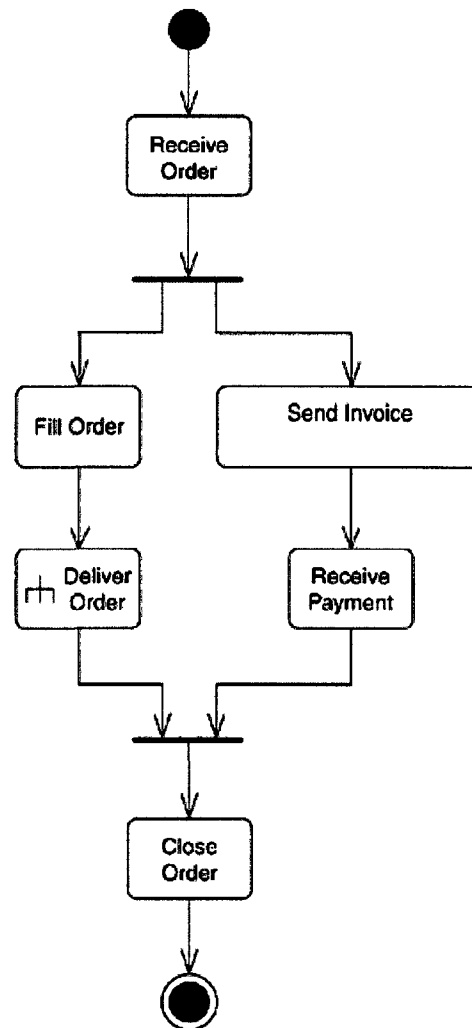 Receive
Order
Fill Order
Send Invoice
Deliver
Order
Receive
Payment
Close
Order